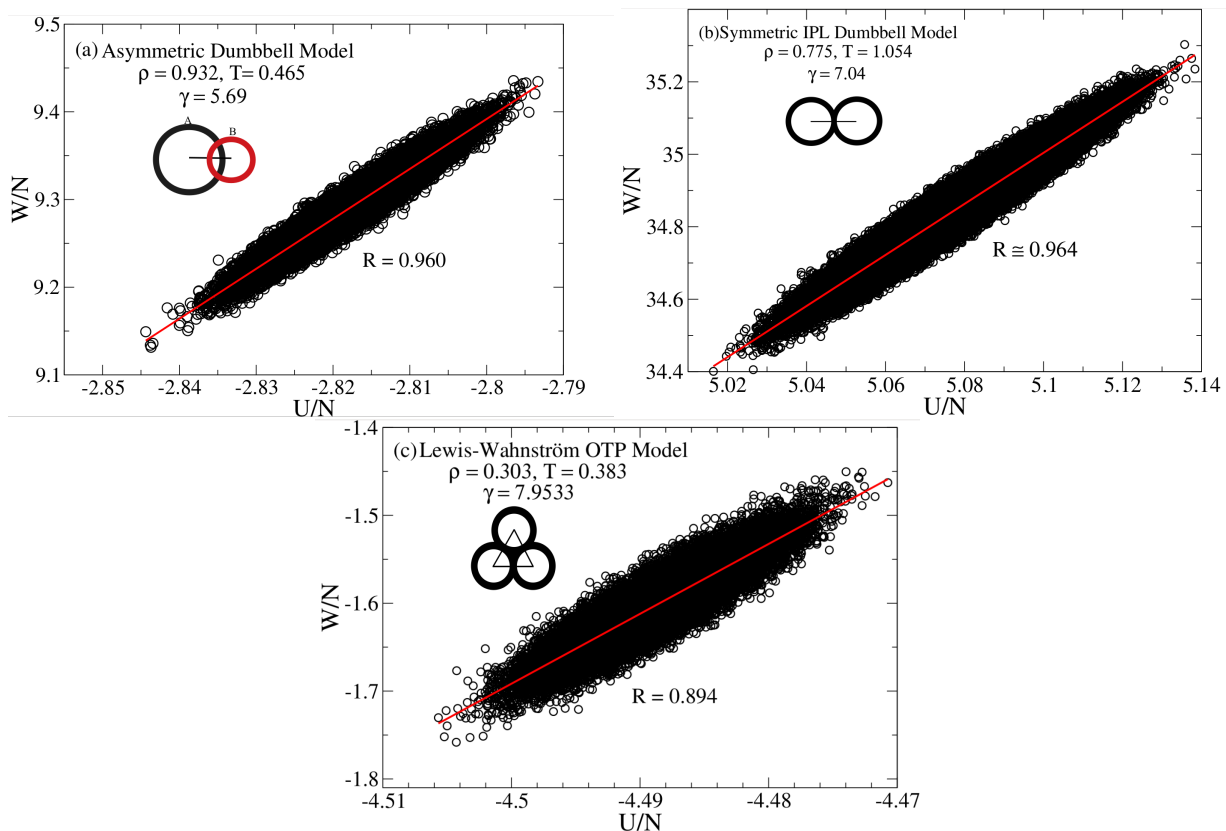 (a) Asymmetric Dumbbell Model
ρ = 0.932, T= 0.465
γ = 5.69
A
B
R = 0.960
W/N
9.5
9.4
9.3
9.2
9.1
-2.85
-2.84
-2.83
-2.82
-2.81
-2.8
-2.79
U/N
(b)Symmetric IPL Dumbbell Model
ρ = 0.775, T = 1.054
γ = 7.04
R ≅ 0.964
W/N
35.2
35
34.8
34.6
34.4
5.02
5.04
5.06
5.08
5.1
5.12
5.14
U/N
(c) Lewis-Wahnström OTP Model
ρ = 0.303, T = 0.383
γ = 7.9533
R = 0.894
W/N
-1.4
-1.5
-1.6
-1.7
-1.8
-4.51
-4.5
-4.49
-4.48
-4.47
U/N